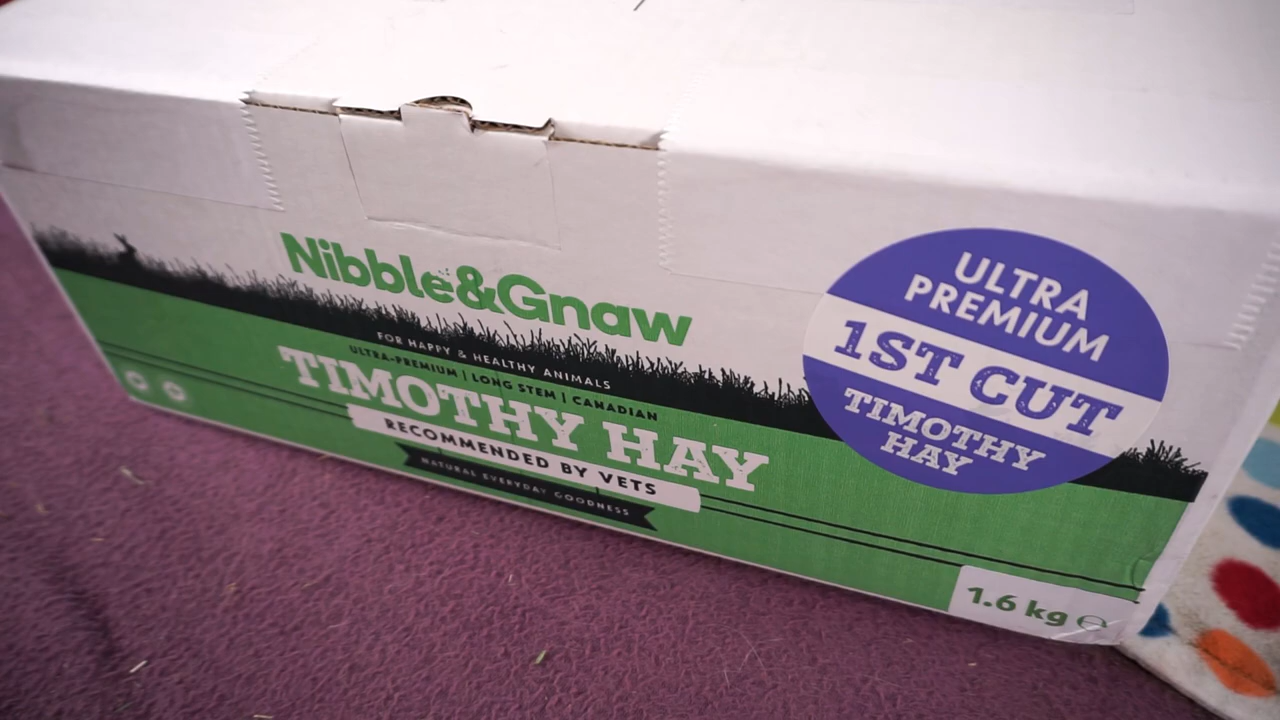 Nibble&Gnaw
FOR HAPPY & HEALTHY ANIMALS
ULTRA-PREMIUM | LONG STEM | CANADIAN
TIMOTHY HAY
RECOMMENDED BY VETS
NATURAL EVERYDAY GOODNESS
ULTRA
PREMIUM
1ST CUT
TIMOTHY
HAY
1.6 kg ℮